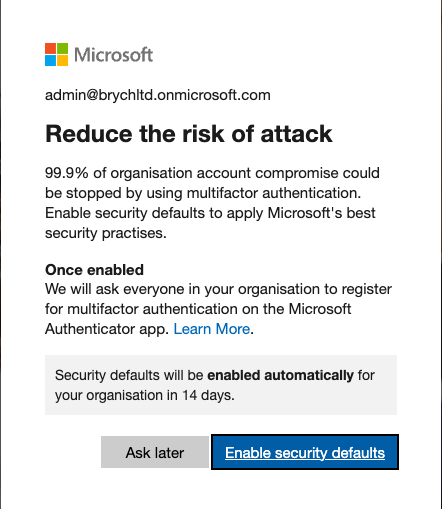 Microsoft
admin@brychltd.onmicrosoft.com
Reduce the risk of attack
99.9% of organisation account compromise could
be stopped by using multifactor authentication.
Enable security defaults to apply Microsoft's best
security practises.
Once enabled
We will ask everyone in your organisation to register
for multifactor authentication on the Microsoft
Authenticator app. Learn More.
Security defaults will be enabled automatically for
your organisation in 14 days.
Ask later
Enable security defaults